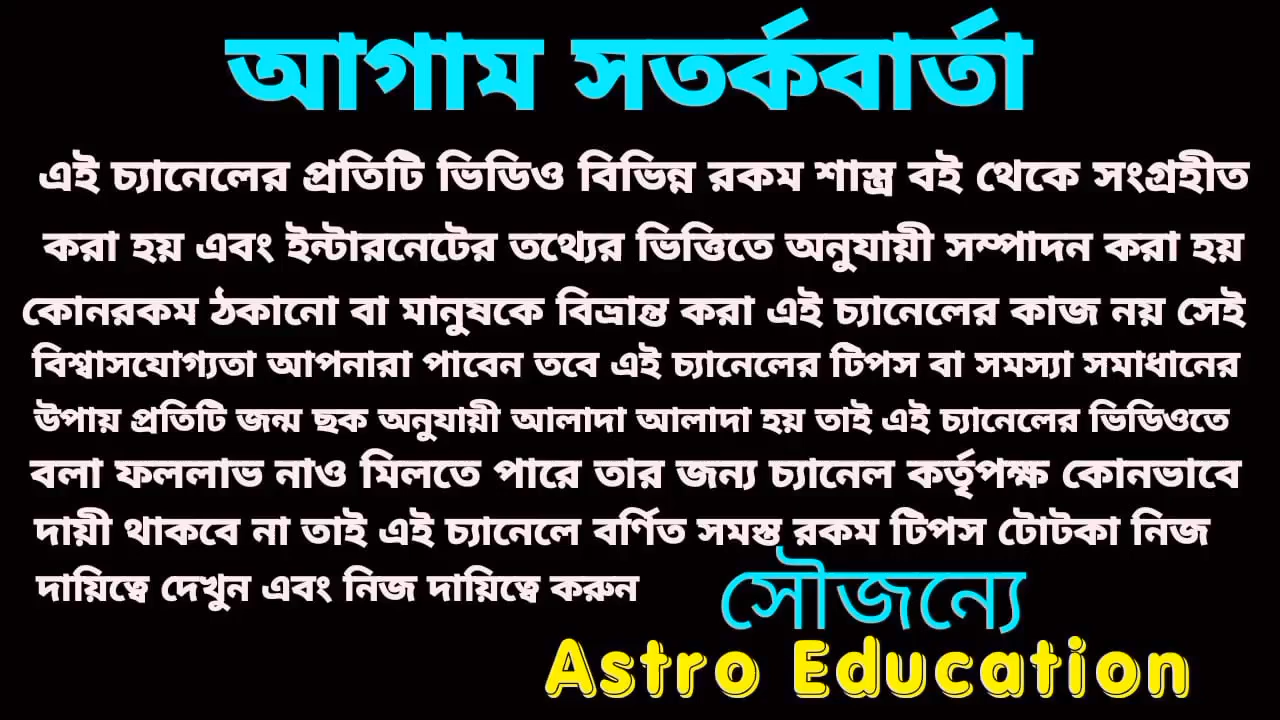 আগাম সতর্কবার্তা
এই চ্যানেলের প্রতিটি ভিডিও বিভিন্ন রকম শাস্ত্র বই থেকে সংগ্রহীত
করা হয় এবং ইন্টারনেটের তথ্যের ভিত্তিতে অনুযায়ী সম্পাদন করা হয়
কোনরকম ঠকানো বা মানুষকে বিভ্রান্ত করা এই চ্যানেলের কাজ নয় সেই
বিশ্বাসযোগ্যতা আপনারা পাবেন তবে এই চ্যানেলের টিপস বা সমস্যা সমাধানের
উপায় প্রতিটি জন্ম ছক অনুযায়ী আলাদা আলাদা হয় তাই এই চ্যানেলের ভিডিওতে
বলা ফললাভ নাও মিলতে পারে তার জন্য চ্যানেল কর্তৃপক্ষ কোনভাবে
দায়ী থাকবে না তাই এই চ্যানেলে বর্ণিত সমস্ত রকম টিপস টোটকা নিজ
দায়িত্বে দেখুন এবং নিজ দায়িত্বে করুন
সৌজন্যে
Astro Education